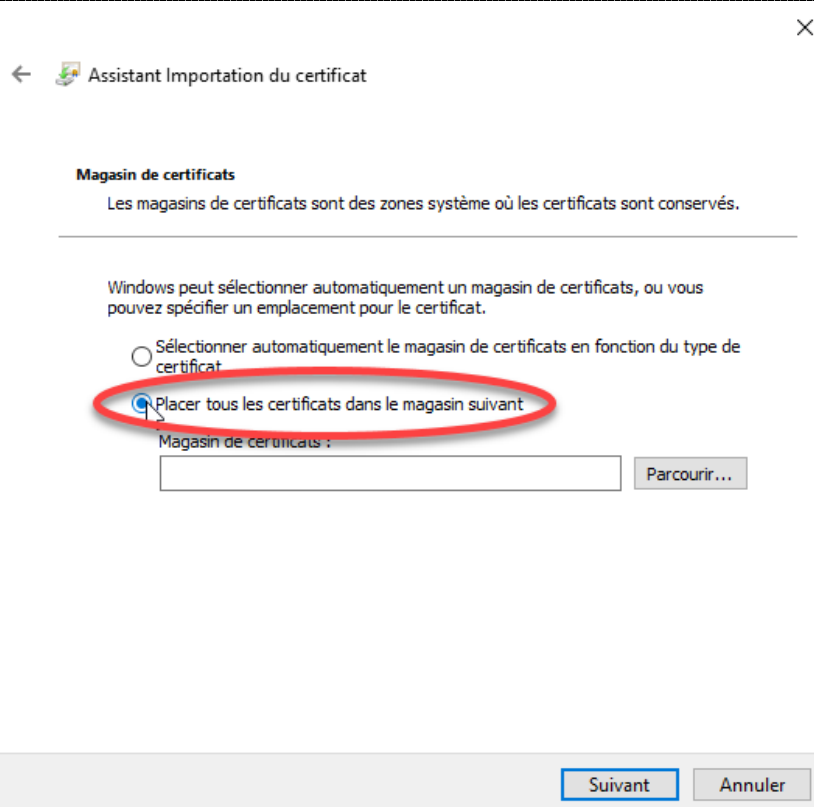 Assistant Importation du certificat
Magasin de certificats
Les magasins de certificats sont des zones système où les certificats sont conservés.
Windows peut sélectionner automatiquement un magasin de certificats, ou vous
pouvez spécifier un emplacement pour le certificat.
Sélectionner automatiquement le magasin de certificats en fonction du type de
certificat
Placer tous les certificats dans le magasin suivant
Magasin de certificats :
Parcourir...
Suivant
Annuler